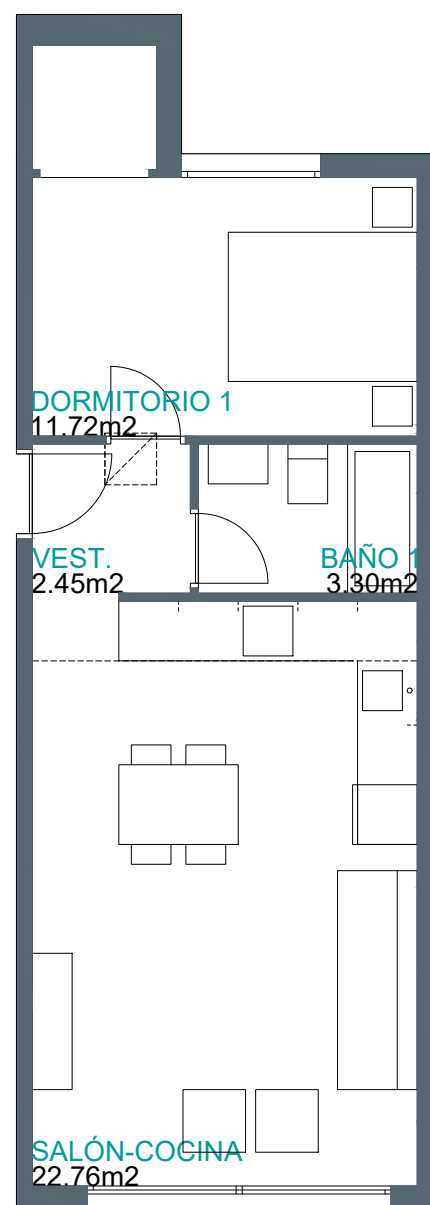 DORMITORIO 1
11.72m2
VEST.
2.45m2
BAÑO 1
3.30m2
SALÓN-COCINA
22.76m2